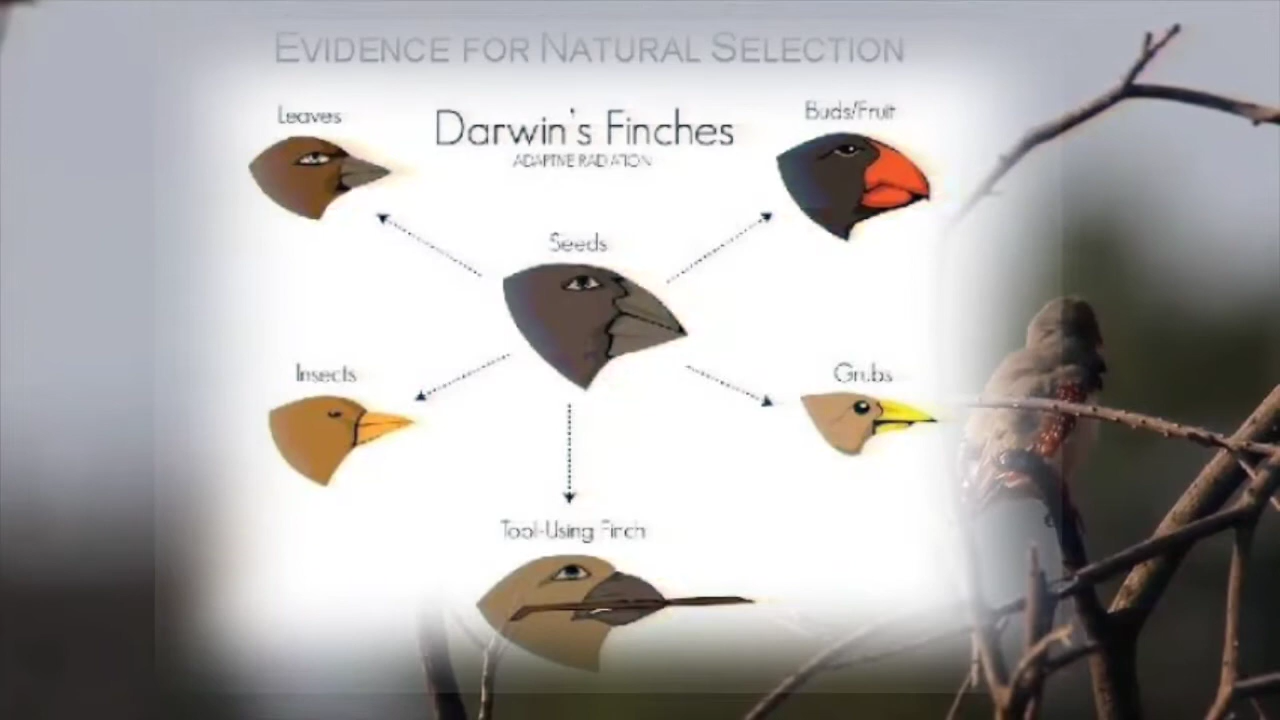 EVIDENCE FOR NATURAL SELECTION
Leaves
Darwin's Finches
ADAPTIVE RADIATION
Buds/Fruit
Seeds
Insects
Grubs
Tool-Using Finch